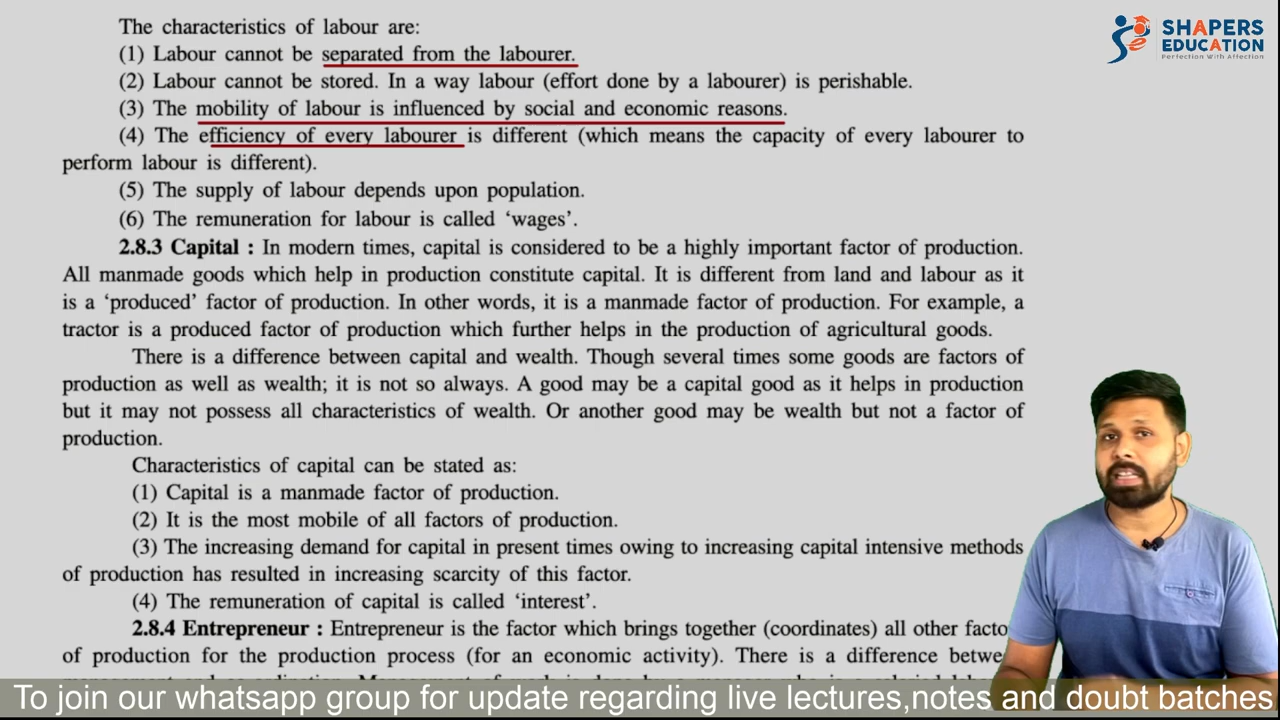 The characteristics of labour are:
(1) Labour cannot be separated from the labourer.
(2) Labour cannot be stored. In a way labour (effort done by a labourer) is perishable.
(3) The mobility of labour is influenced by social and economic reasons.
(4) The efficiency of every labourer is different (which means the capacity of every labourer to
perform labour is different).
(5) The supply of labour depends upon population.
(6) The remuneration for labour is called ‘wages’.
2.8.3 Capital : In modern times, capital is considered to be a highly important factor of production.
All manmade goods which help in production constitute capital. It is different from land and labour as it
is a ‘produced’ factor of production. In other words, it is a manmade factor of production. For example, a
tractor is a produced factor of production which further helps in the production of agricultural goods.
There is a difference between capital and wealth. Though several times some goods are factors of
production as well as wealth; it is not so always. A good may be a capital good as it helps in production
but it may not possess all characteristics of wealth. Or another good may be wealth but not a factor of
production.
Characteristics of capital can be stated as:
(1) Capital is a manmade factor of production.
(2) It is the most mobile of all factors of production.
(3) The increasing demand for capital in present times owing to increasing capital intensive methods
of production has resulted in increasing scarcity of this factor.
(4) The remuneration of capital is called ‘interest’.
2.8.4 Entrepreneur : Entrepreneur is the factor which brings together (coordinates) all other facto
of production for the production process (for an economic activity). There is a difference betwe
SHAPERS
EDUCATION
Perfection With Affection
To join our whatsapp group for update regarding live lectures,notes and doubt batches